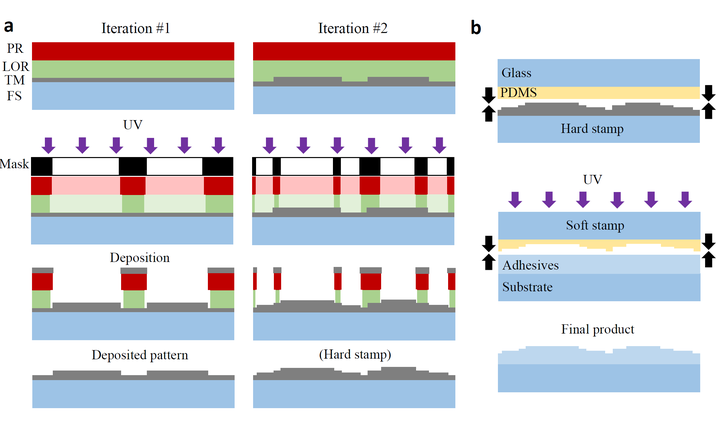 a
Iteration #1
Iteration #2
PR
LOR
TM
FS
UV
Mask
Deposition
Deposited pattern
(Hard stamp)
b
Glass
PDMS
Hard stamp
UV
Soft stamp
Adhesives
Substrate
Final product